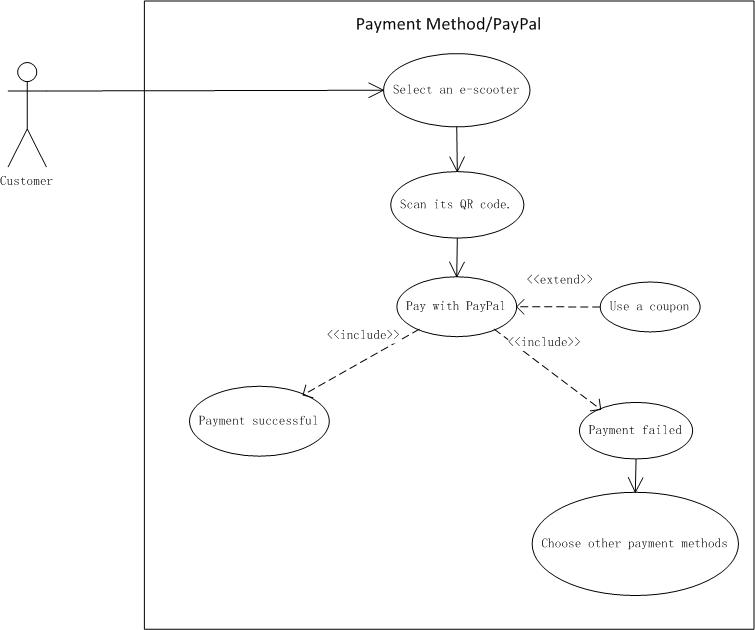 Payment Method/PayPal
Select an e-scooter
Customer
Scan its QR code.
<<extend>>
Pay with PayPal
Use a coupon
<<include>>
<<include>>
Payment successful
Payment failed
Choose other payment methods